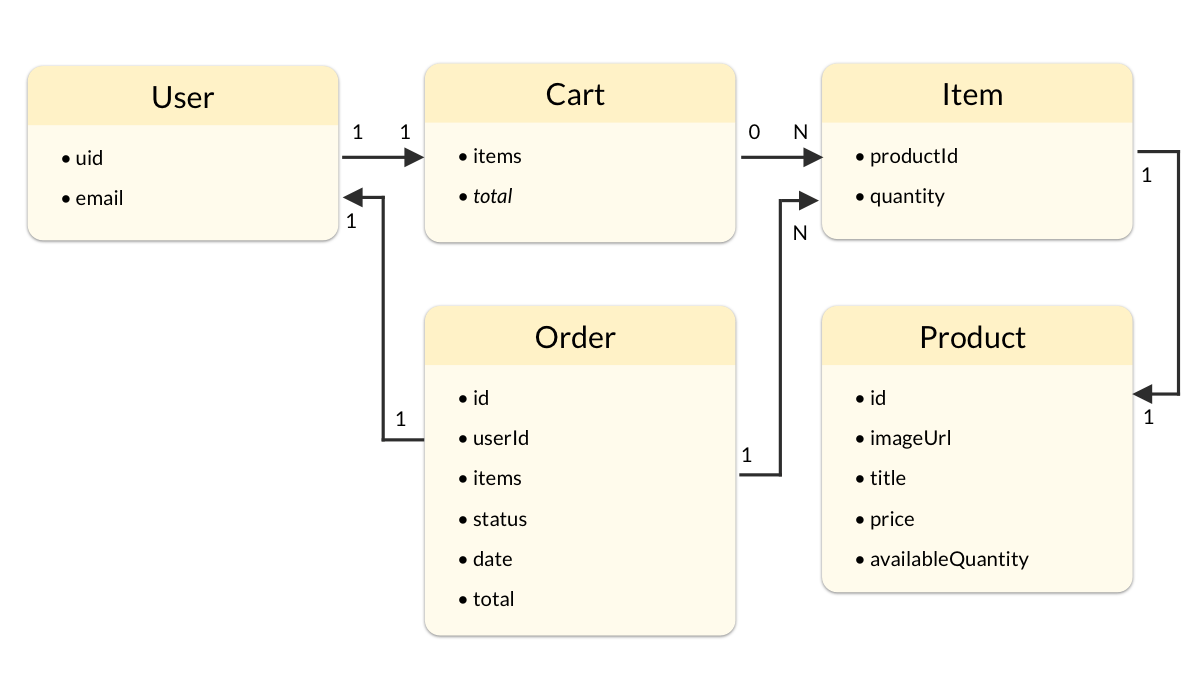 User
• uid
• email
1 1
Cart
• items
• total
0 N
Item
• productId
• quantity
1
1
N
Order
• id
• userId
• items
• status
• date
• total
1
1
Product
• id
• imageUrl
• title
• price
• availableQuantity
1